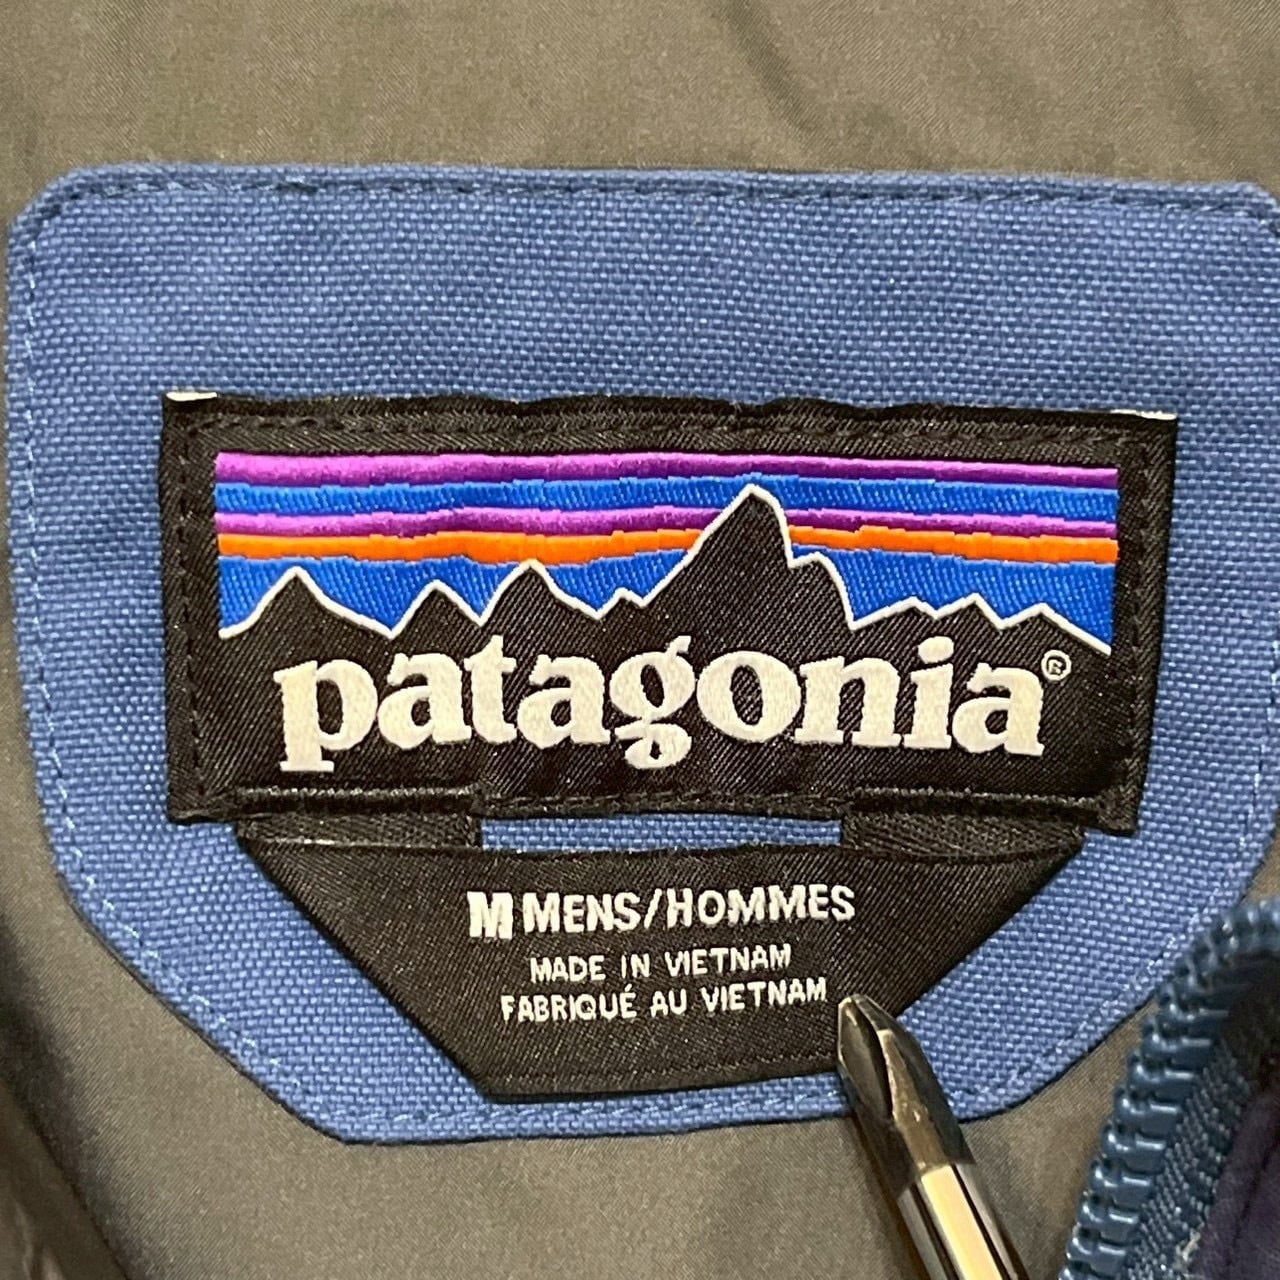 patagonia®
M MENS/HOMMES
MADE IN VIETNAM
FABRIQUÉ AU VIETNAM